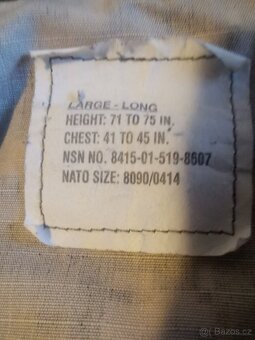 LARGE - LONG
HEIGHT: 71 TO 75 IN.
CHEST: 41 TO 45 IN.
NSN NO. 8415-01-519-8607
NATO SIZE: 8090/0414
Bazos.cz